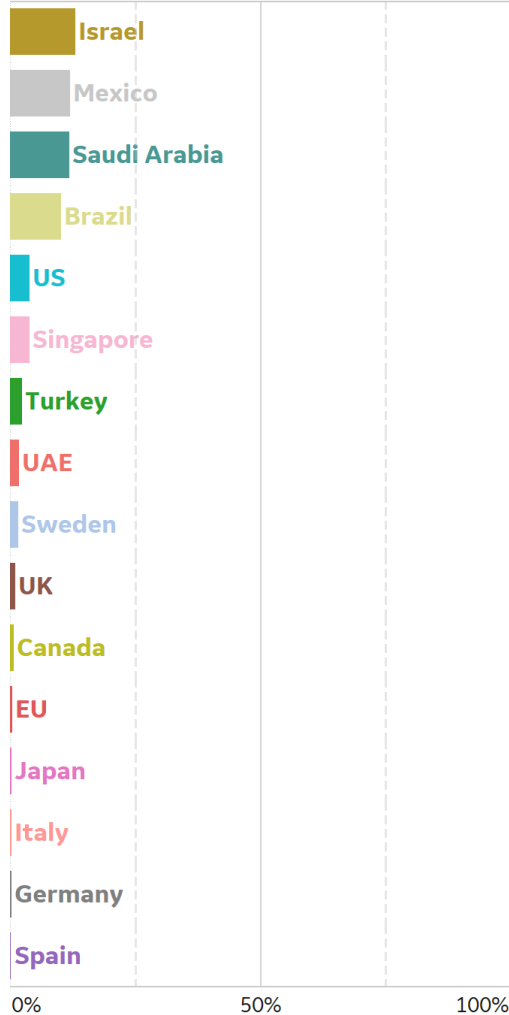 Israel
Mexico
Saudi Arabia
Brazil
US
Singapore
Turkey
UAE
Sweden
UK
Canada
EU
Japan
Italy
Germany
Spain
0% 50% 100%